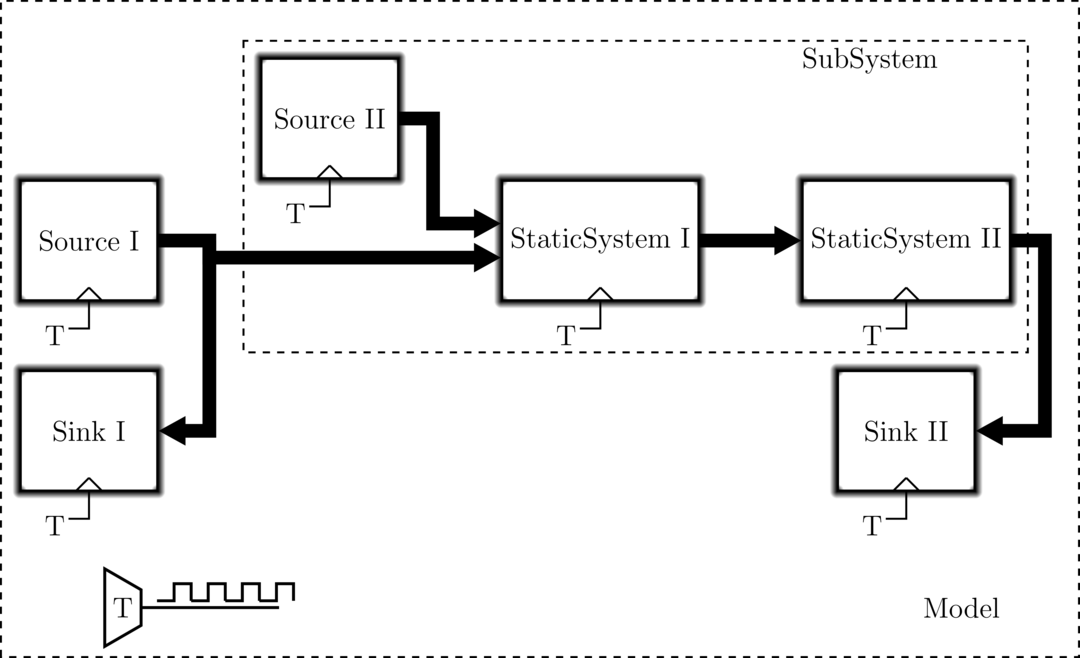 SubSystem
Source II
T
Source I
T
StaticSystem I
T
StaticSystem II
T
Sink I
T
Sink II
T
T
Model